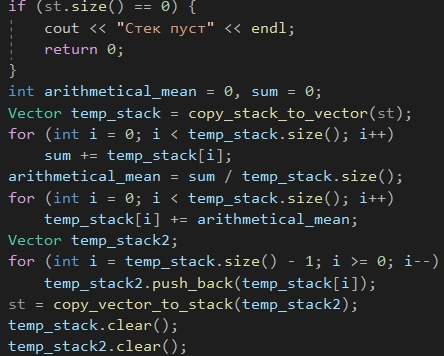 if (st.size() == 0) {
cout << "Стек пуст" << endl;
return 0;
}
int arithmetical_mean = 0, sum = 0;
Vector temp_stack = copy_stack_to_vector(st);
for (int i = 0; i < temp_stack.size(); i++)
sum += temp_stack[i];
arithmetical_mean = sum / temp_stack.size();
for (int i = 0; i < temp_stack.size(); i++)
temp_stack[i] += arithmetical_mean;
Vector temp_stack2;
for (int i = temp_stack.size() - 1; i >= 0; i--)
temp_stack2.push_back(temp_stack[i]);
st = copy_vector_to_stack(temp_stack2);
temp_stack.clear();
temp_stack2.clear();